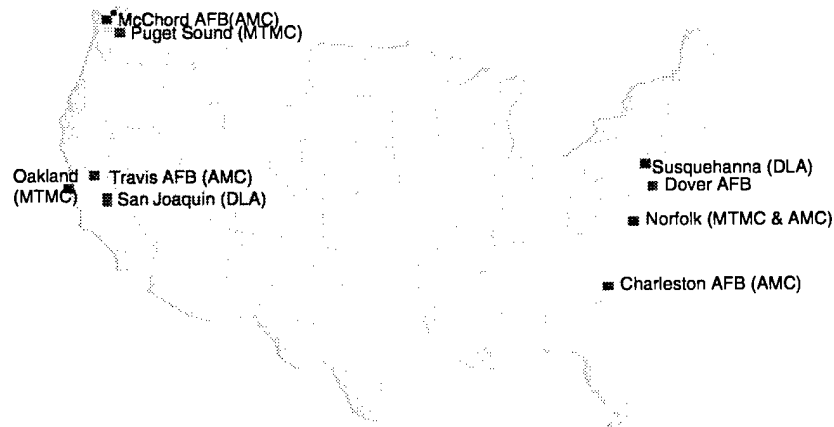 McChord AFB(AMC)
Puget Sound (MTMC)
Oakland
(MTMC)
Travis AFB (AMC)
San Joaquin (DLA)
Susquehanna (DLA)
Dover AFB
Norfolk (MTMC & AMC)
Charleston AFB (AMC)